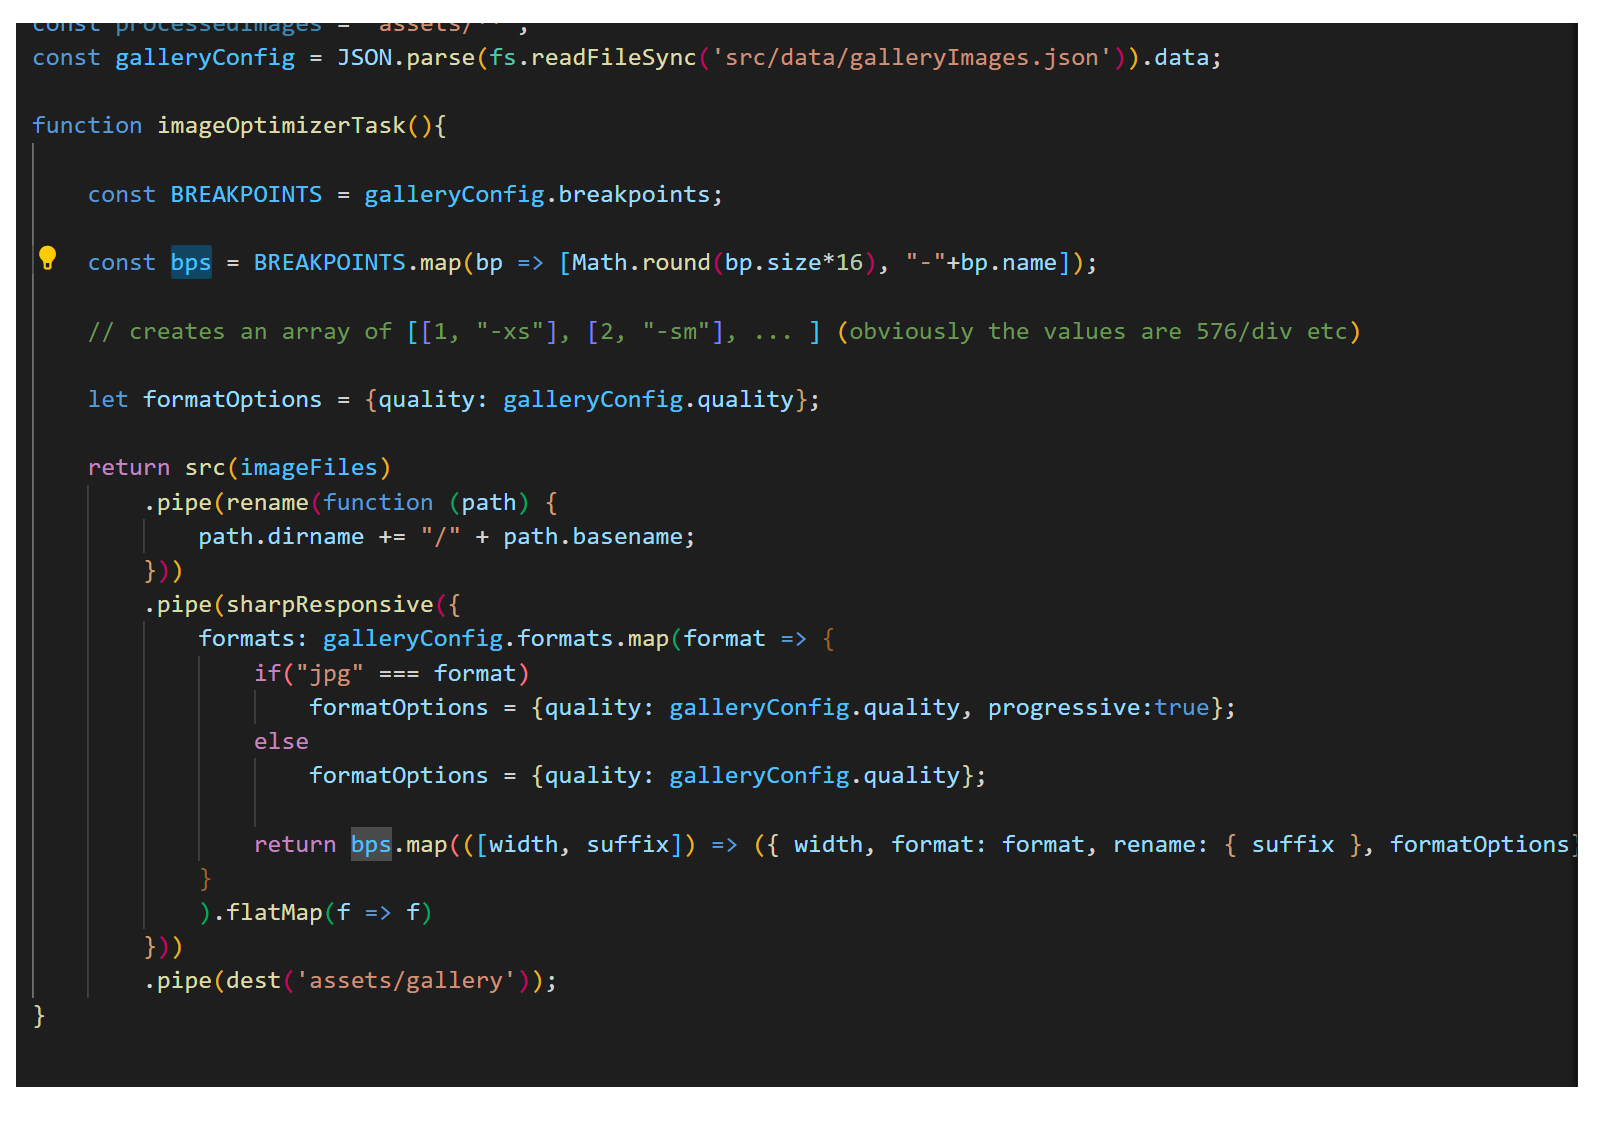 const processedImages = 'assets/**';
const galleryConfig = JSON.parse(fs.readFileSync('src/data/galleryImages.json')).data;
function imageOptimizerTask(){
const BREAKPOINTS = galleryConfig.breakpoints;
const bps = BREAKPOINTS.map(bp => [Math.round(bp.size*16), "-"+bp.name]);
// creates an array of [[1, "-xs"], [2, "-sm"], ... ] (obviously the values are 576/div etc)
let formatOptions = {quality: galleryConfig.quality};
return src(imageFiles)
.pipe(rename(function (path) {
path.dirname += "/" + path.basename;
}))
.pipe(sharpResponsive({
formats: galleryConfig.formats.map(format => {
if("jpg" === format)
formatOptions = {quality: galleryConfig.quality, progressive:true};
else
formatOptions = {quality: galleryConfig.quality};
return bps.map(([width, suffix]) => ({ width, format: format, rename: { suffix }, formatOptions}
}
).flatMap(f => f)
}))
.pipe(dest('assets/gallery'));
}